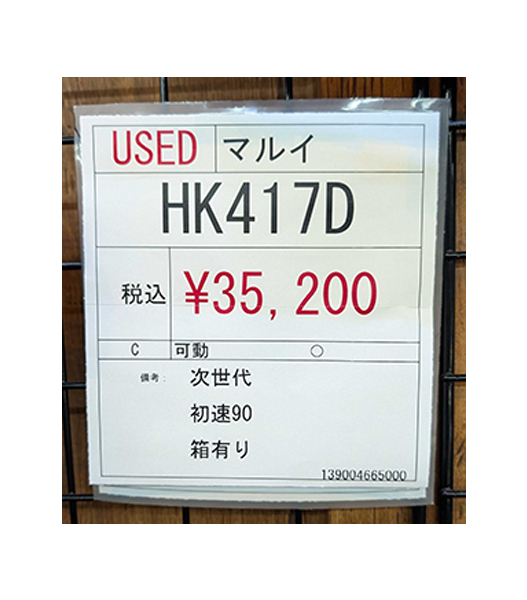 USED マルイ
HK417D
税込 ¥35,200
C 可動 ○
備考: 次世代
初速90
箱有り
139004665000